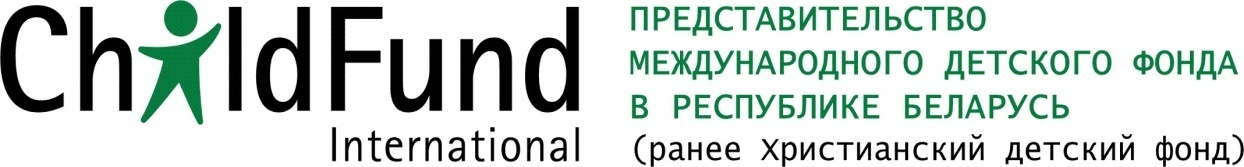 ChildFund
International
ПРЕДСТАВИТЕЛЬСТВО
МЕЖДУНАРОДНОГО ДЕТСКОГО ФОНДА
В РЕСПУБЛИКЕ БЕЛАРУСЬ
(ранее Христианский детский фонд)